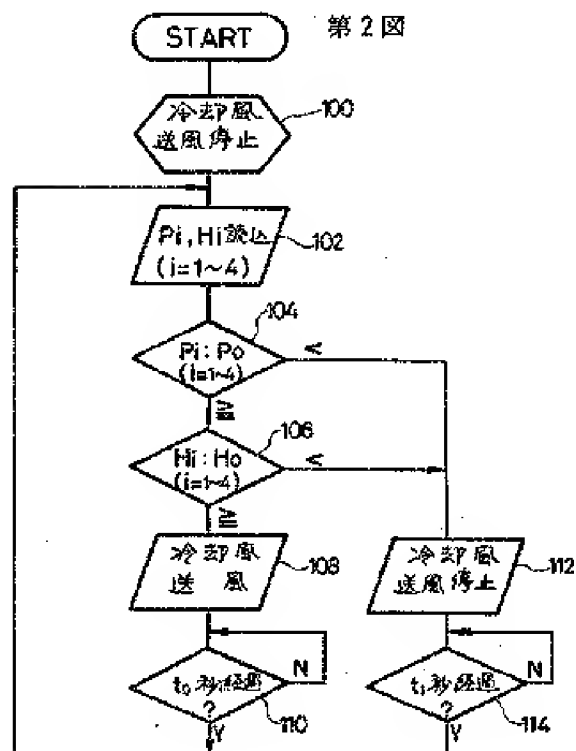 第2図
START
冷却風
送風停止
100
Pi, Hi 読込
(i=1~4)
102
104
Pi : Po
(i=1~4)
<
≧
106
Hi : Ho
(i=1~4)
<
≧
冷却風
送 風
108
冷却風
送風停止
112
t₀秒経過
?
N
110
Y
t₁秒経過
?
N
114
Y